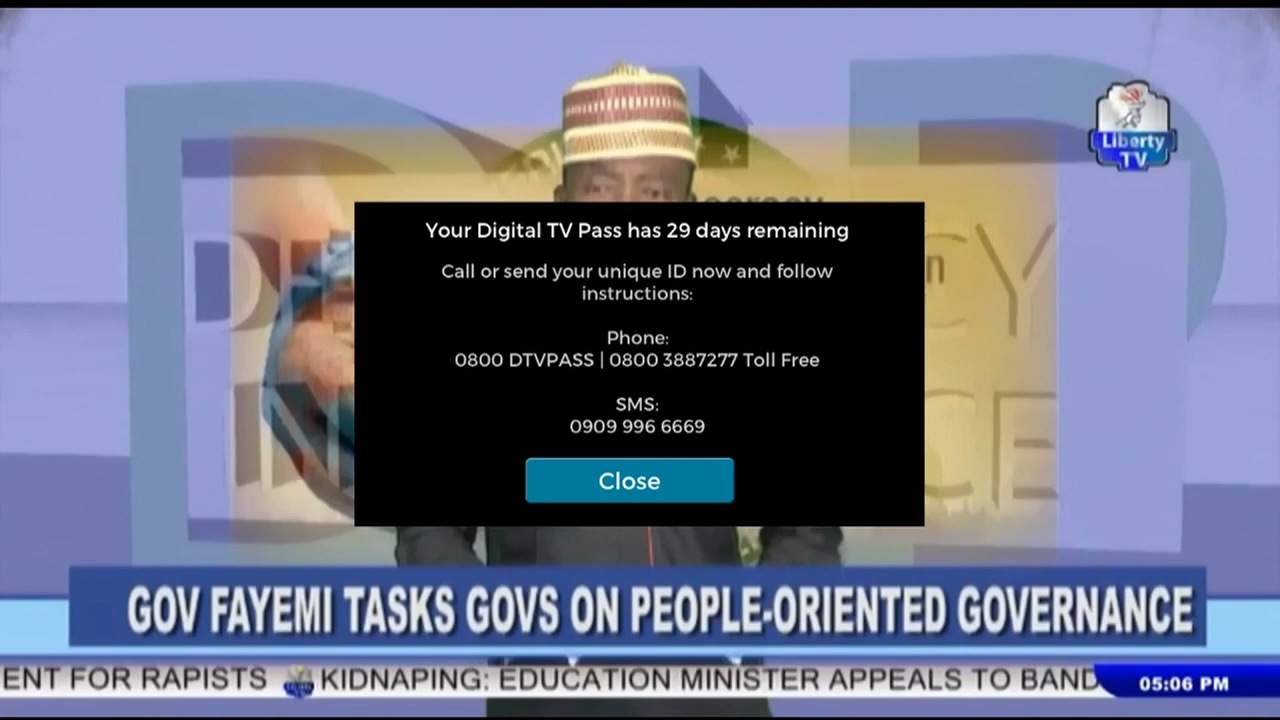 Liberty
TV
Your Digital TV Pass has 29 days remaining
Call or send your unique ID now and follow
instructions:
Phone:
0800 DTVPASS | 0800 3887277 Toll Free
SMS:
0909 996 6669
Close
GOV FAYEMI TASKS GOVS ON PEOPLE-ORIENTED GOVERNANCE
ENT FOR RAPISTS KIDNAPING: EDUCATION MINISTER APPEALS TO BAND
05:06 PM